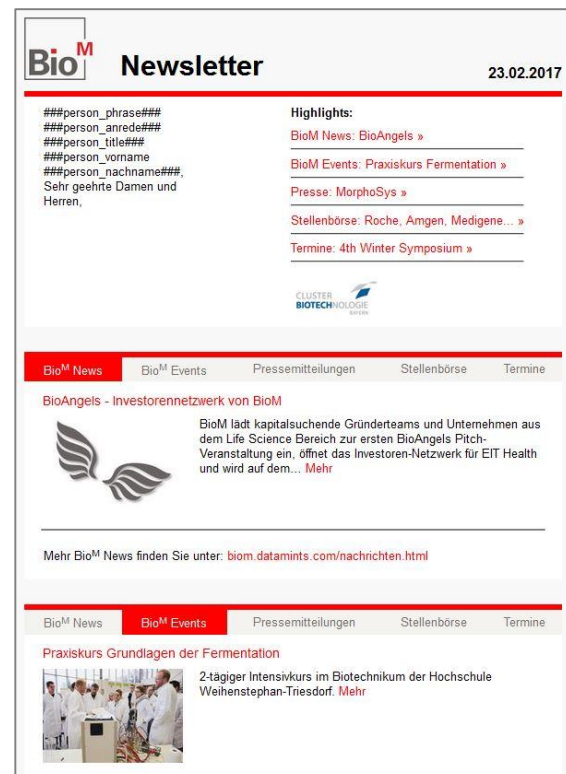 BioM
Newsletter
23.02.2017
###person_phrase###
###person_anrede###
###person_title###
###person_vorname
###person_nachname###,
Sehr geehrte Damen und
Herren,
Highlights:
BioM News: BioAngels »
BioM Events: Praxiskurs Fermentation »
Presse: MorphoSys »
Stellenbörse: Roche, Amgen, Medigene... »
Termine: 4th Winter Symposium »
CLUSTER
BIOTECHNOLOGIE
BAYERN
BioM News BioM Events Pressemitteilungen Stellenbörse Termine
BioAngels - Investorennetzwerk von BioM
BioM lädt kapitalsuchende Gründerteams und Unternehmen aus
dem Life Science Bereich zur ersten BioAngels Pitch-
Veranstaltung ein, öffnet das Investoren-Netzwerk für EIT Health
und wird auf dem... Mehr
Mehr BioM News finden Sie unter: biom.datamints.com/nachrichten.html
BioM News BioM Events Pressemitteilungen Stellenbörse Termine
Praxiskurs Grundlagen der Fermentation
2-tägiger Intensivkurs im Biotechnikum der Hochschule
Weihenstephan-Triesdorf. Mehr